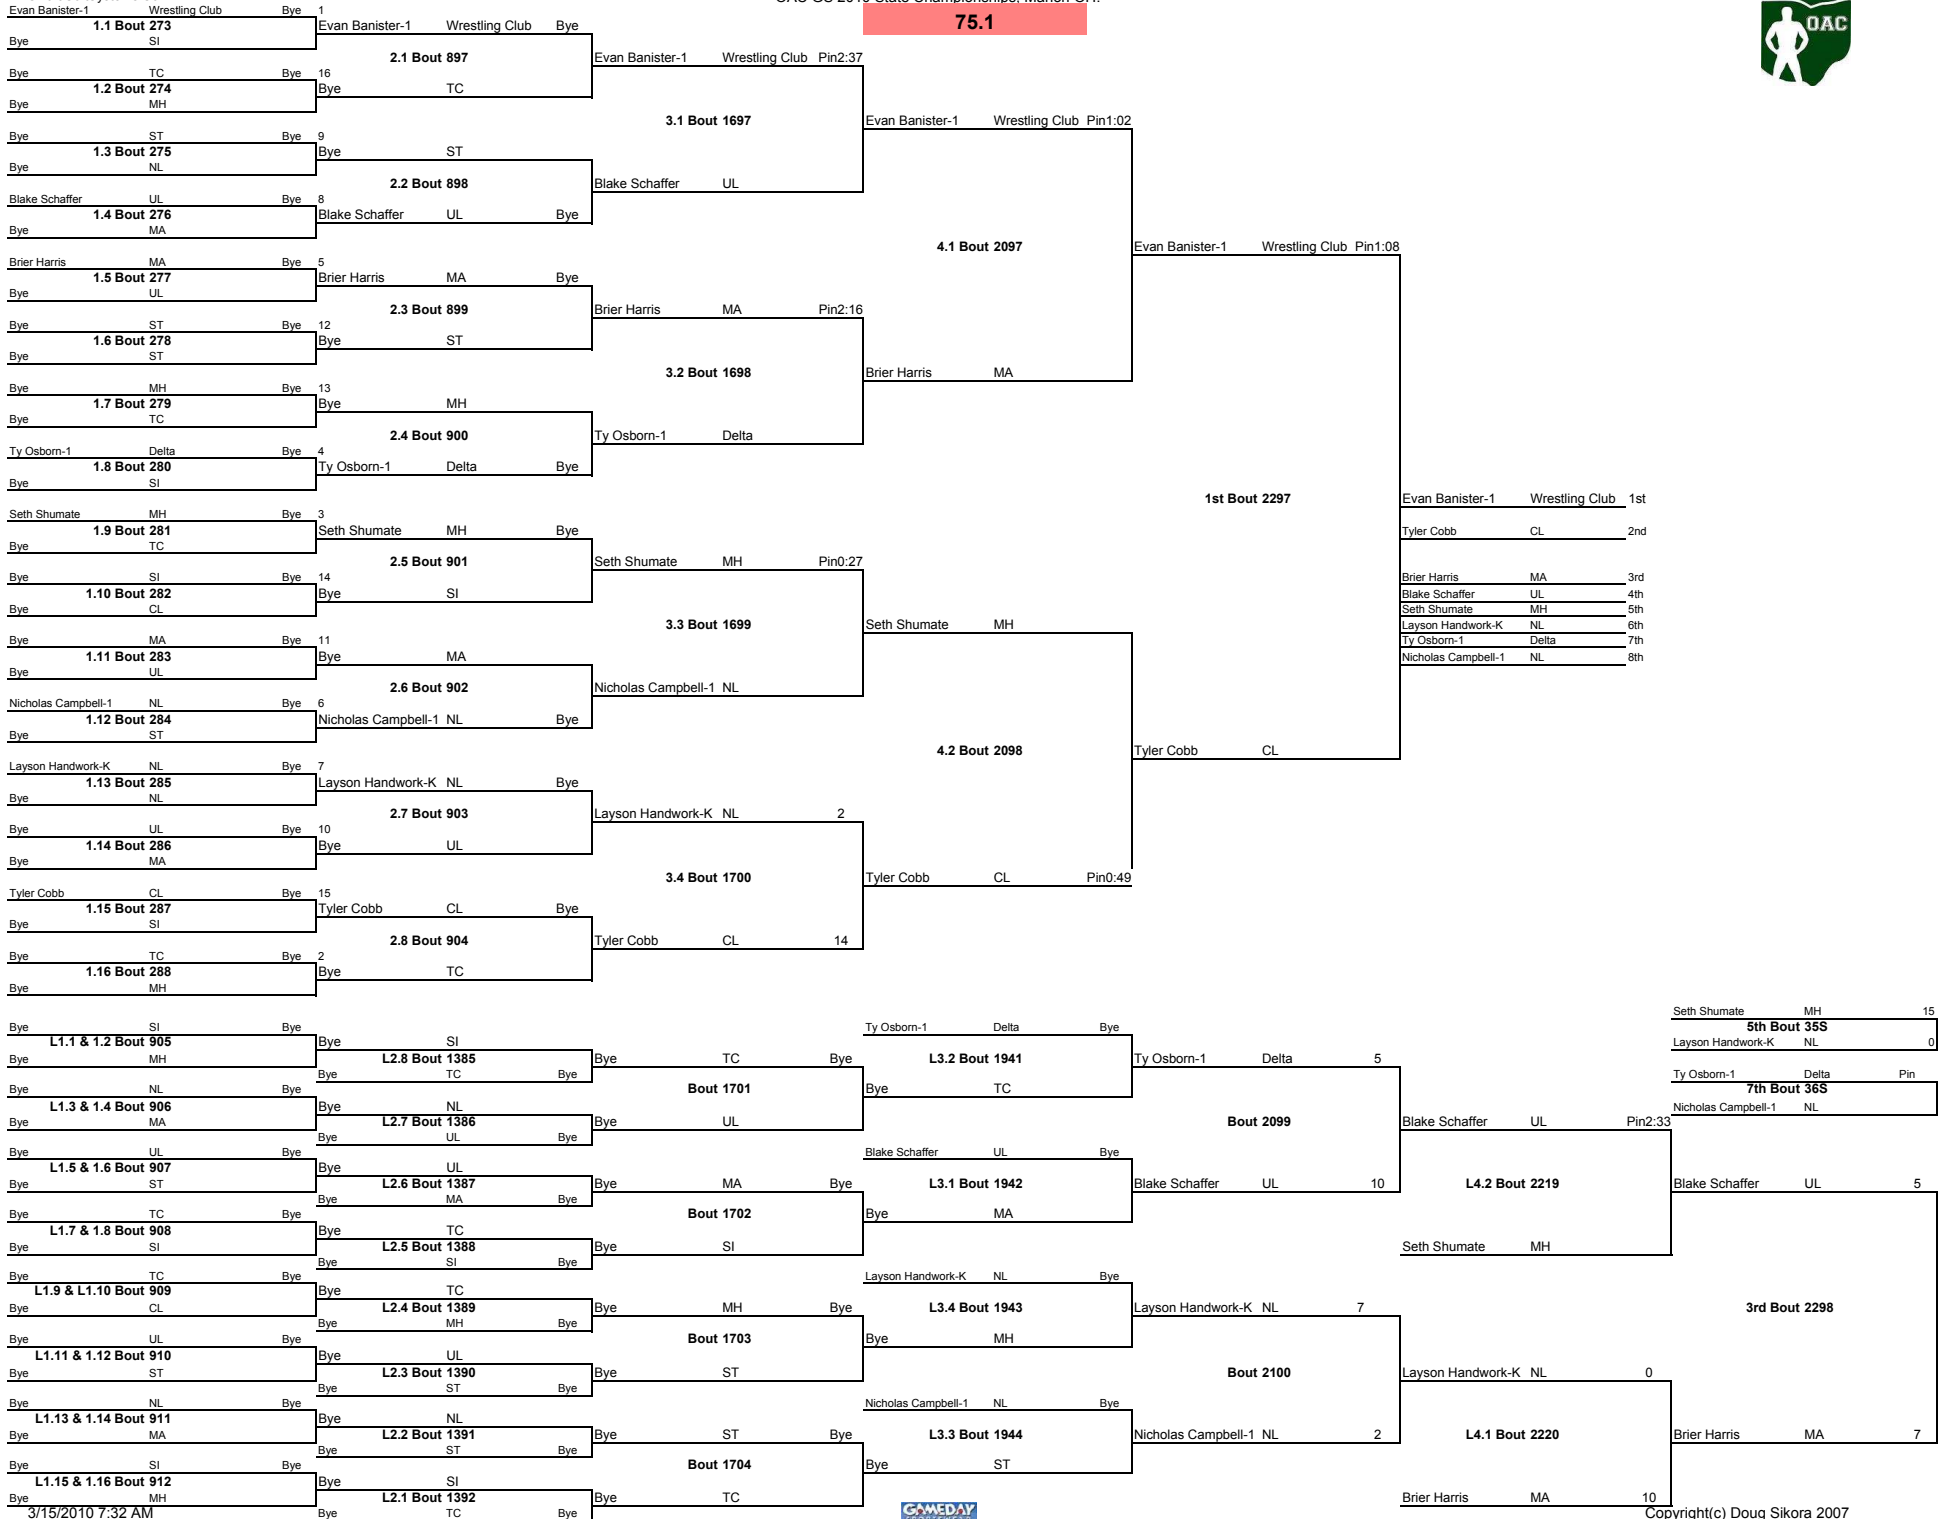 75.1
OAC
Evan Banister-1 Wrestling Club Bye 1
1.1 Bout 273
Bye SI
Bye TC Bye 16
1.2 Bout 274
Bye MH
Bye ST Bye 9
1.3 Bout 275
Bye NL
Blake Schaffer UL Bye 8
1.4 Bout 276
Bye MA
Brier Harris MA Bye 5
1.5 Bout 277
Bye UL
Bye ST Bye 12
1.6 Bout 278
Bye ST
Bye MH Bye 13
1.7 Bout 279
Bye TC
Ty Osborn-1 Delta Bye 4
1.8 Bout 280
Bye SI
Seth Shumate MH Bye 3
1.9 Bout 281
Bye TC
Bye SI Bye 14
1.10 Bout 282
Bye CL
Bye MA Bye 11
1.11 Bout 283
Bye UL
Nicholas Campbell-1 NL Bye 6
1.12 Bout 284
Bye ST
Layson Handwork-K NL Bye 7
1.13 Bout 285
Bye NL
Bye UL Bye 10
1.14 Bout 286
Bye MA
Tyler Cobb CL Bye 15
1.15 Bout 287
Bye SI
Bye TC Bye 2
1.16 Bout 288
Bye MH
Evan Banister-1 Wrestling Club Bye
2.1 Bout 897
Bye TC
Bye ST
2.2 Bout 898
Blake Schaffer UL Bye
Brier Harris MA Bye
2.3 Bout 899
Bye ST
Bye MH
2.4 Bout 900
Ty Osborn-1 Delta Bye
Seth Shumate MH Bye
2.5 Bout 901
Bye SI
Bye MA
2.6 Bout 902
Nicholas Campbell-1 NL Bye
Layson Handwork-K NL Bye
2.7 Bout 903
Bye UL
Tyler Cobb CL Bye
2.8 Bout 904
Bye TC
Evan Banister-1 Wrestling Club Pin2:37
3.1 Bout 1697
Blake Schaffer UL
Brier Harris MA Pin2:16
3.2 Bout 1698
Ty Osborn-1 Delta
Seth Shumate MH Pin0:27
3.3 Bout 1699
Nicholas Campbell-1 NL
Layson Handwork-K NL 2
3.4 Bout 1700
Tyler Cobb CL 14
Evan Banister-1 Wrestling Club Pin1:02
4.1 Bout 2097
Brier Harris MA
Seth Shumate MH
4.2 Bout 2098
Tyler Cobb CL Pin0:49
Evan Banister-1 Wrestling Club Pin1:08
1st Bout 2297
Tyler Cobb CL
Evan Banister-1 Wrestling Club 1st
Tyler Cobb CL 2nd
Brier Harris MA 3rd
Blake Schaffer UL 4th
Seth Shumate MH 5th
Layson Handwork-K NL 6th
Ty Osborn-1 Delta 7th
Nicholas Campbell-1 NL 8th
Bye SI Bye
L1.1 & 1.2 Bout 905
Bye MH
Bye NL Bye
L1.3 & 1.4 Bout 906
Bye MA
Bye UL Bye
L1.5 & 1.6 Bout 907
Bye ST
Bye TC Bye
L1.7 & 1.8 Bout 908
Bye SI
Bye TC Bye
L1.9 & L1.10 Bout 909
Bye CL
Bye UL Bye
L1.11 & 1.12 Bout 910
Bye ST
Bye NL Bye
L1.13 & 1.14 Bout 911
Bye MA
Bye SI Bye
L1.15 & 1.16 Bout 912
Bye MH
Bye SI
L2.8 Bout 1385
Bye TC Bye
Bye NL
L2.7 Bout 1386
Bye UL Bye
Bye UL
L2.6 Bout 1387
Bye MA Bye
Bye TC
L2.5 Bout 1388
Bye SI Bye
Bye TC
L2.4 Bout 1389
Bye MH Bye
Bye UL
L2.3 Bout 1390
Bye ST Bye
Bye NL
L2.2 Bout 1391
Bye ST Bye
Bye SI
L2.1 Bout 1392
Bye TC Bye
Bye TC Bye
Bout 1701
Bye UL
Bye MA Bye
Bout 1702
Bye SI
Bye MH Bye
Bout 1703
Bye ST
Bye ST Bye
Bout 1704
Bye TC
Ty Osborn-1 Delta Bye
L3.2 Bout 1941
Bye TC
Blake Schaffer UL Bye
L3.1 Bout 1942
Bye MA
Layson Handwork-K NL Bye
L3.4 Bout 1943
Bye MH
Nicholas Campbell-1 NL Bye
L3.3 Bout 1944
Bye ST
Ty Osborn-1 Delta 5
Bout 2099
Blake Schaffer UL 10
Layson Handwork-K NL 7
Bout 2100
Nicholas Campbell-1 NL 2
Blake Schaffer UL Pin2:33
L4.2 Bout 2219
Seth Shumate MH
Layson Handwork-K NL 0
L4.1 Bout 2220
Brier Harris MA 10
Seth Shumate MH 15
5th Bout 35S
Layson Handwork-K NL 0
Ty Osborn-1 Delta Pin
7th Bout 36S
Nicholas Campbell-1 NL
Blake Schaffer UL 5
3rd Bout 2298
Brier Harris MA 7
3/15/2010 7:32 AM
GAMEDAY
Copyright(c) Doug Sikora 2007